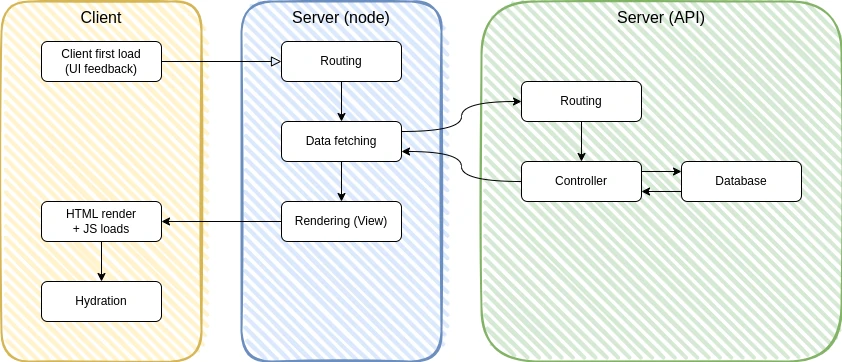 Client
Server (node)
Server (API)
Client first load
(UI feedback)
Routing
Routing
Data fetching
Controller
Database
HTML render
+ JS loads
Rendering (View)
Hydration